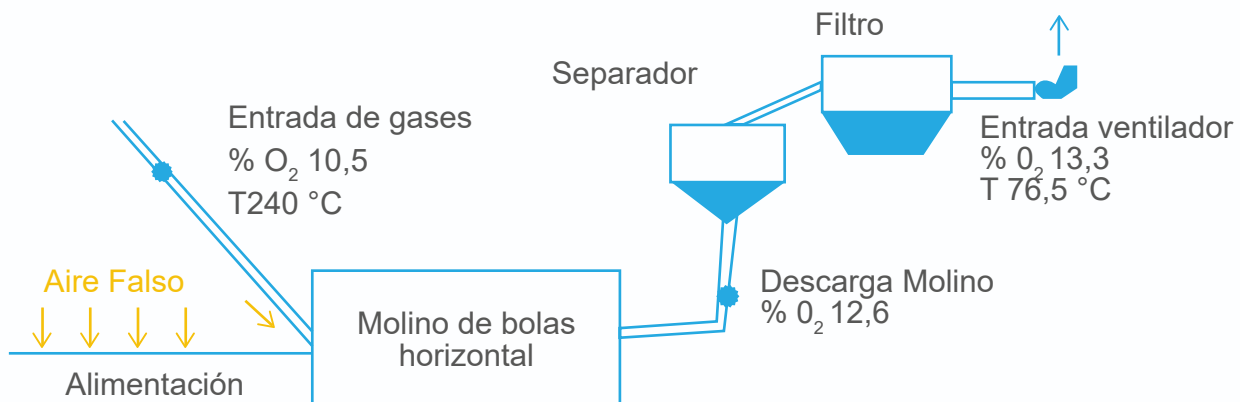 Filtro
Separador
Entrada de gases
% O₂ 10,5
T240 °C
Entrada ventilador
% 0₂ 13,3
T 76,5 °C
Aire Falso
Descarga Molino
% 0₂ 12,6
Molino de bolas
horizontal
Alimentación